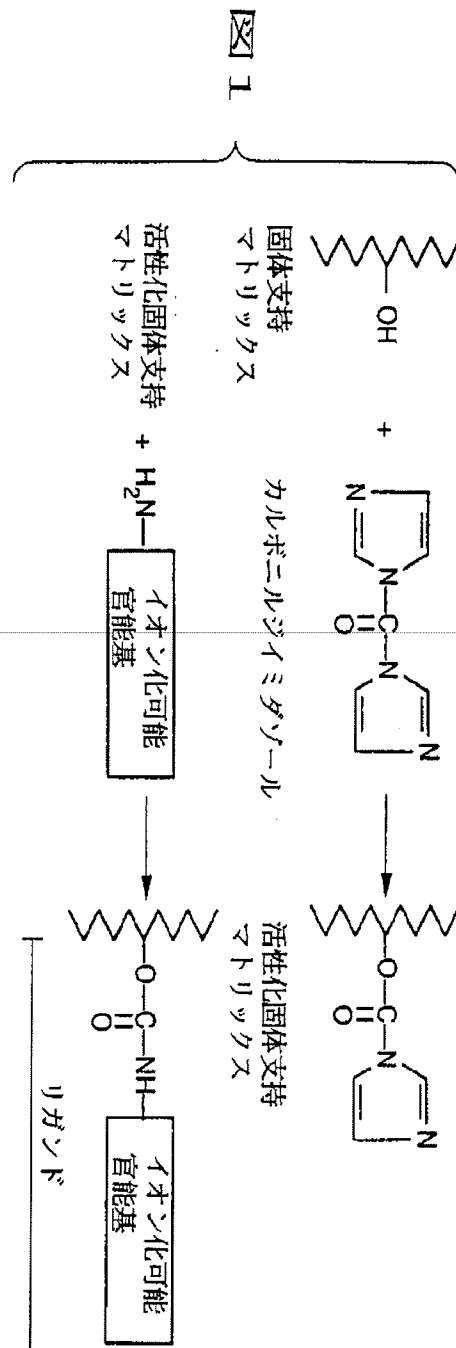 図1
OH
+
N
N
C
O
N
N
固体支持
マトリックス
カルボニルジイミダゾール
O
C
O
N
N
活性化固体支持
マトリックス
活性化固体支持
マトリックス
+ H₂N
イオン化可能
官能基
O
C
O
NH
イオン化可能
官能基
リガンド